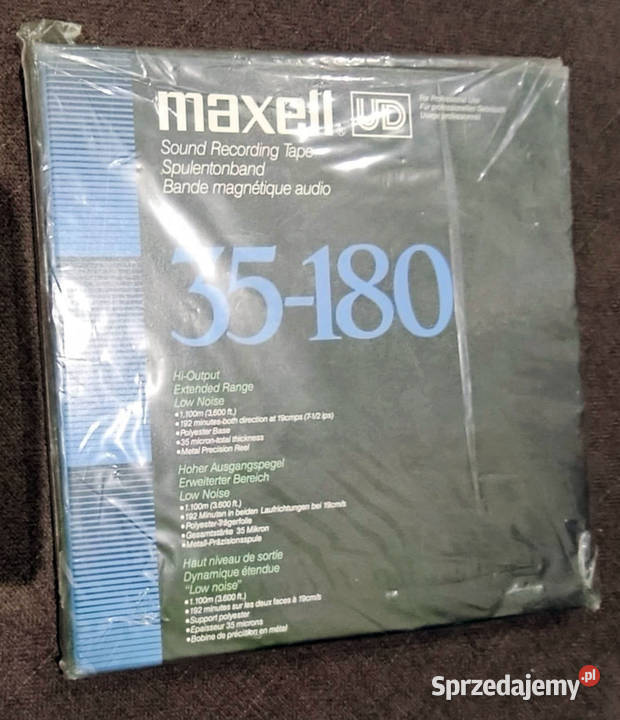 maxell® UD
For Professional Use
Für professionellen Gebrauch
Usage professionnel
Sound Recording Tape
Spulentonband
Bande magnétique audio
35-180
Hi-Output
Extended Range
Low Noise
•1,100m (3,600 ft.)
•192 minutes-both direction at 19cmps (7-1/2 ips)
•Polyester Base
•35 micron-total thickness
•Metal Precision Reel
Hoher Ausgangspegel
Erweiterter Bereich
Low Noise
•1.100m (3.600 ft.)
•192 Minuten in beiden Laufrichtungen bei 19cm/s
•Polyester-Trägerfolie
•Gesamtstärke 35 Mikron
•Metall-Präzisionsspule
Haut niveau de sortie
Dynamique étendue
"Low noise"
•1.100m (3.600 ft.)
•192 minutes sur les deux faces à 19cm/s
•Support polyester
•Epaisseur 35 microns
•Bobine de précision en métal
Sprzedajemy.pl